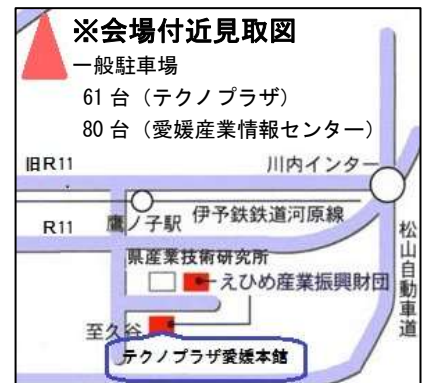 ※会場付近見取図
一般駐車場
61台（テクノプラザ）
80台（愛媛産業情報センター）
旧R11
川内インター
鷹ノ子駅
伊予鉄鉄道河原線
R11
松山自動車道
県産業技術研究所
えひめ産業振興財団
至久谷
テクノプラザ愛媛本館